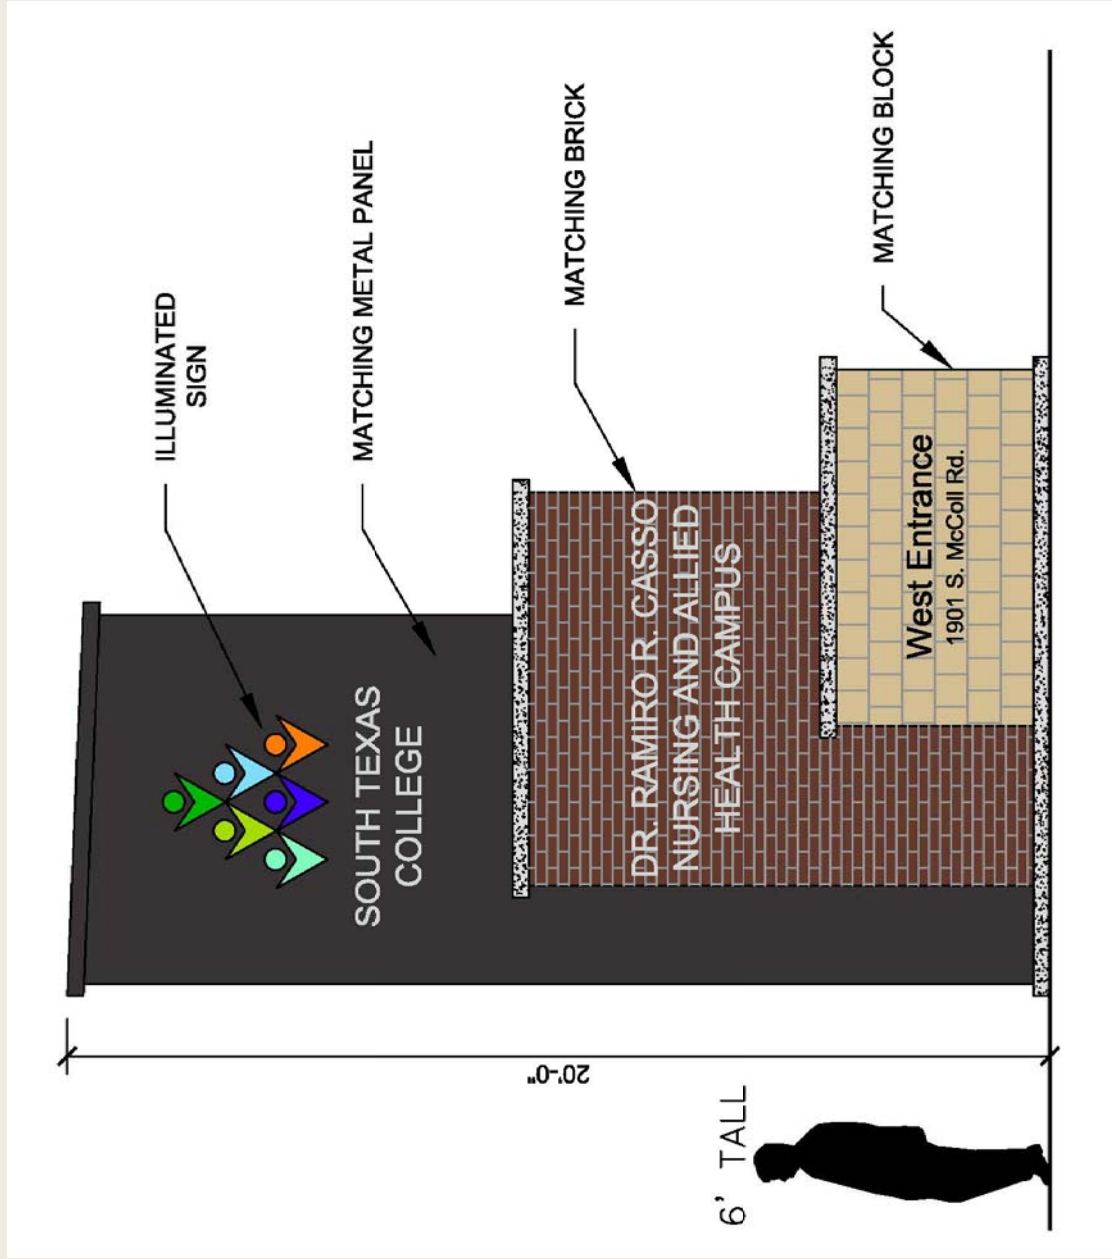 ILLUMINATED
SIGN
MATCHING METAL PANEL
MATCHING BRICK
MATCHING BLOCK
SOUTH TEXAS
COLLEGE
DR. RAMIRO R. CASSO
NURSING AND ALLIED
HEALTH CAMPUS
West Entrance
1901 S. McColl Rd.
20'-0"
6' TALL